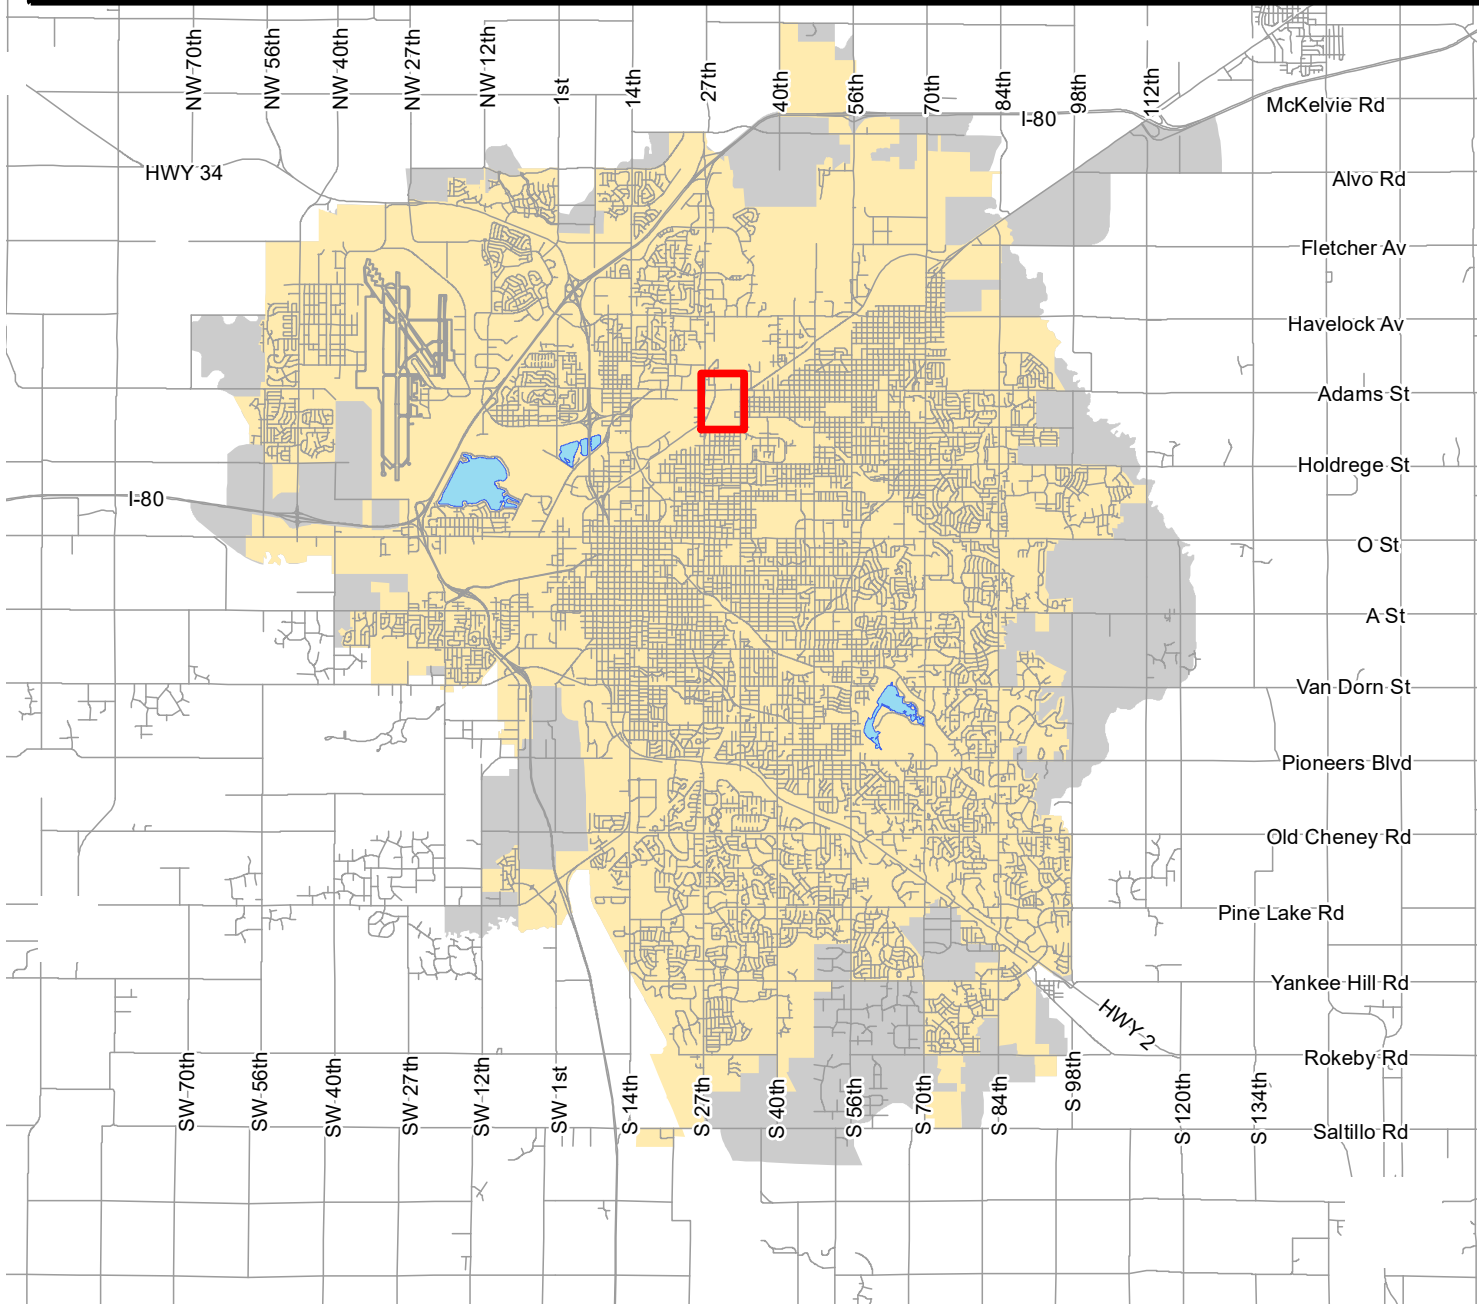 NW 70th
NW 56th
NW 40th
NW 27th
NW 12th
1st
14th
27th
40th
56th
70th
84th
98th
112th
I-80
McKelvie Rd
HWY 34
Alvo Rd
Fletcher Av
Havelock Av
Adams St
Holdrege St
I-80
O St
A St
Van Dorn St
Pioneers Blvd
Old Cheney Rd
Pine Lake Rd
Yankee Hill Rd
HWY 2
Rokeby Rd
SW 70th
SW 56th
SW 40th
SW 27th
SW 12th
SW 1st
S 14th
S 27th
S 40th
S 56th
S 70th
S 84th
S 98th
S 120th
S 134th
Saltillo Rd